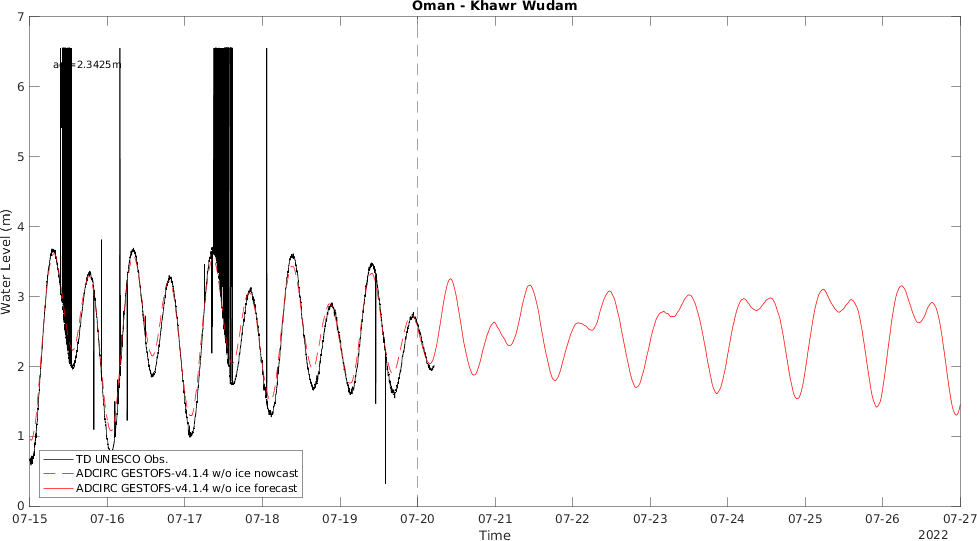 Oman - Khawr Wudam
7
6
5
4
3
2
1
0
Water Level (m)
=2.3425m
TD UNESCO Obs.
ADCIRC GESTOFS-v4.1.4 w/o ice nowcast
ADCIRC GESTOFS-v4.1.4 w/o ice forecast
07-15 07-16 07-17 07-18 07-19 07-20 07-21 07-22 07-23 07-24 07-25 07-26 07-27
Time
2022